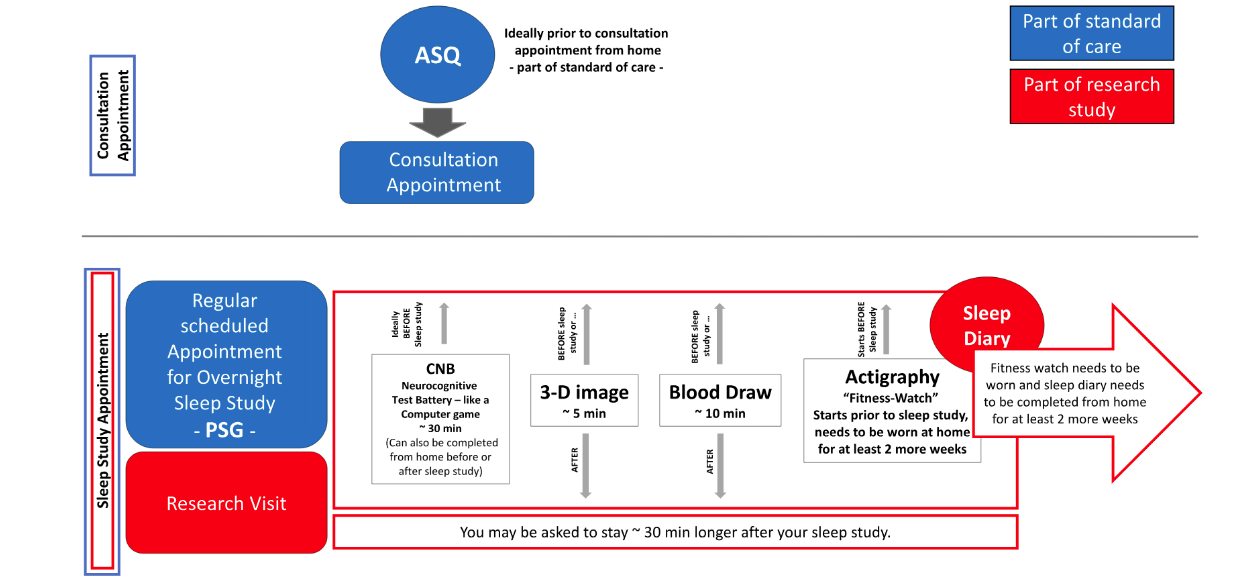 ASQ
Ideally prior to consultation
appointment from home
- part of standard of care -
Part of standard
of care
Part of research
study
Consultation
Appointment
Consultation
Appointment
Sleep Study Appointment
Regular
scheduled
Appointment
for Overnight
Sleep Study
- PSG -
Research Visit
Ideally
BEFORE
Sleep study
CNB
Neurocognitive
Test Battery – like a
Computer game
~ 30 min
(Can also be completed
from home before or
after sleep study)
BEFORE sleep
study or ...
3-D image
~ 5 min
AFTER
BEFORE sleep
study or ...
Blood Draw
~ 10 min
AFTER
Starts BEFORE
Sleep study
Actigraphy
“Fitness-Watch”
Starts prior to sleep study,
needs to be worn at home
for at least 2 more weeks
Sleep
Diary
Fitness watch needs to be
worn and sleep diary needs
to be completed from home
for at least 2 more weeks
You may be asked to stay ~ 30 min longer after your sleep study.